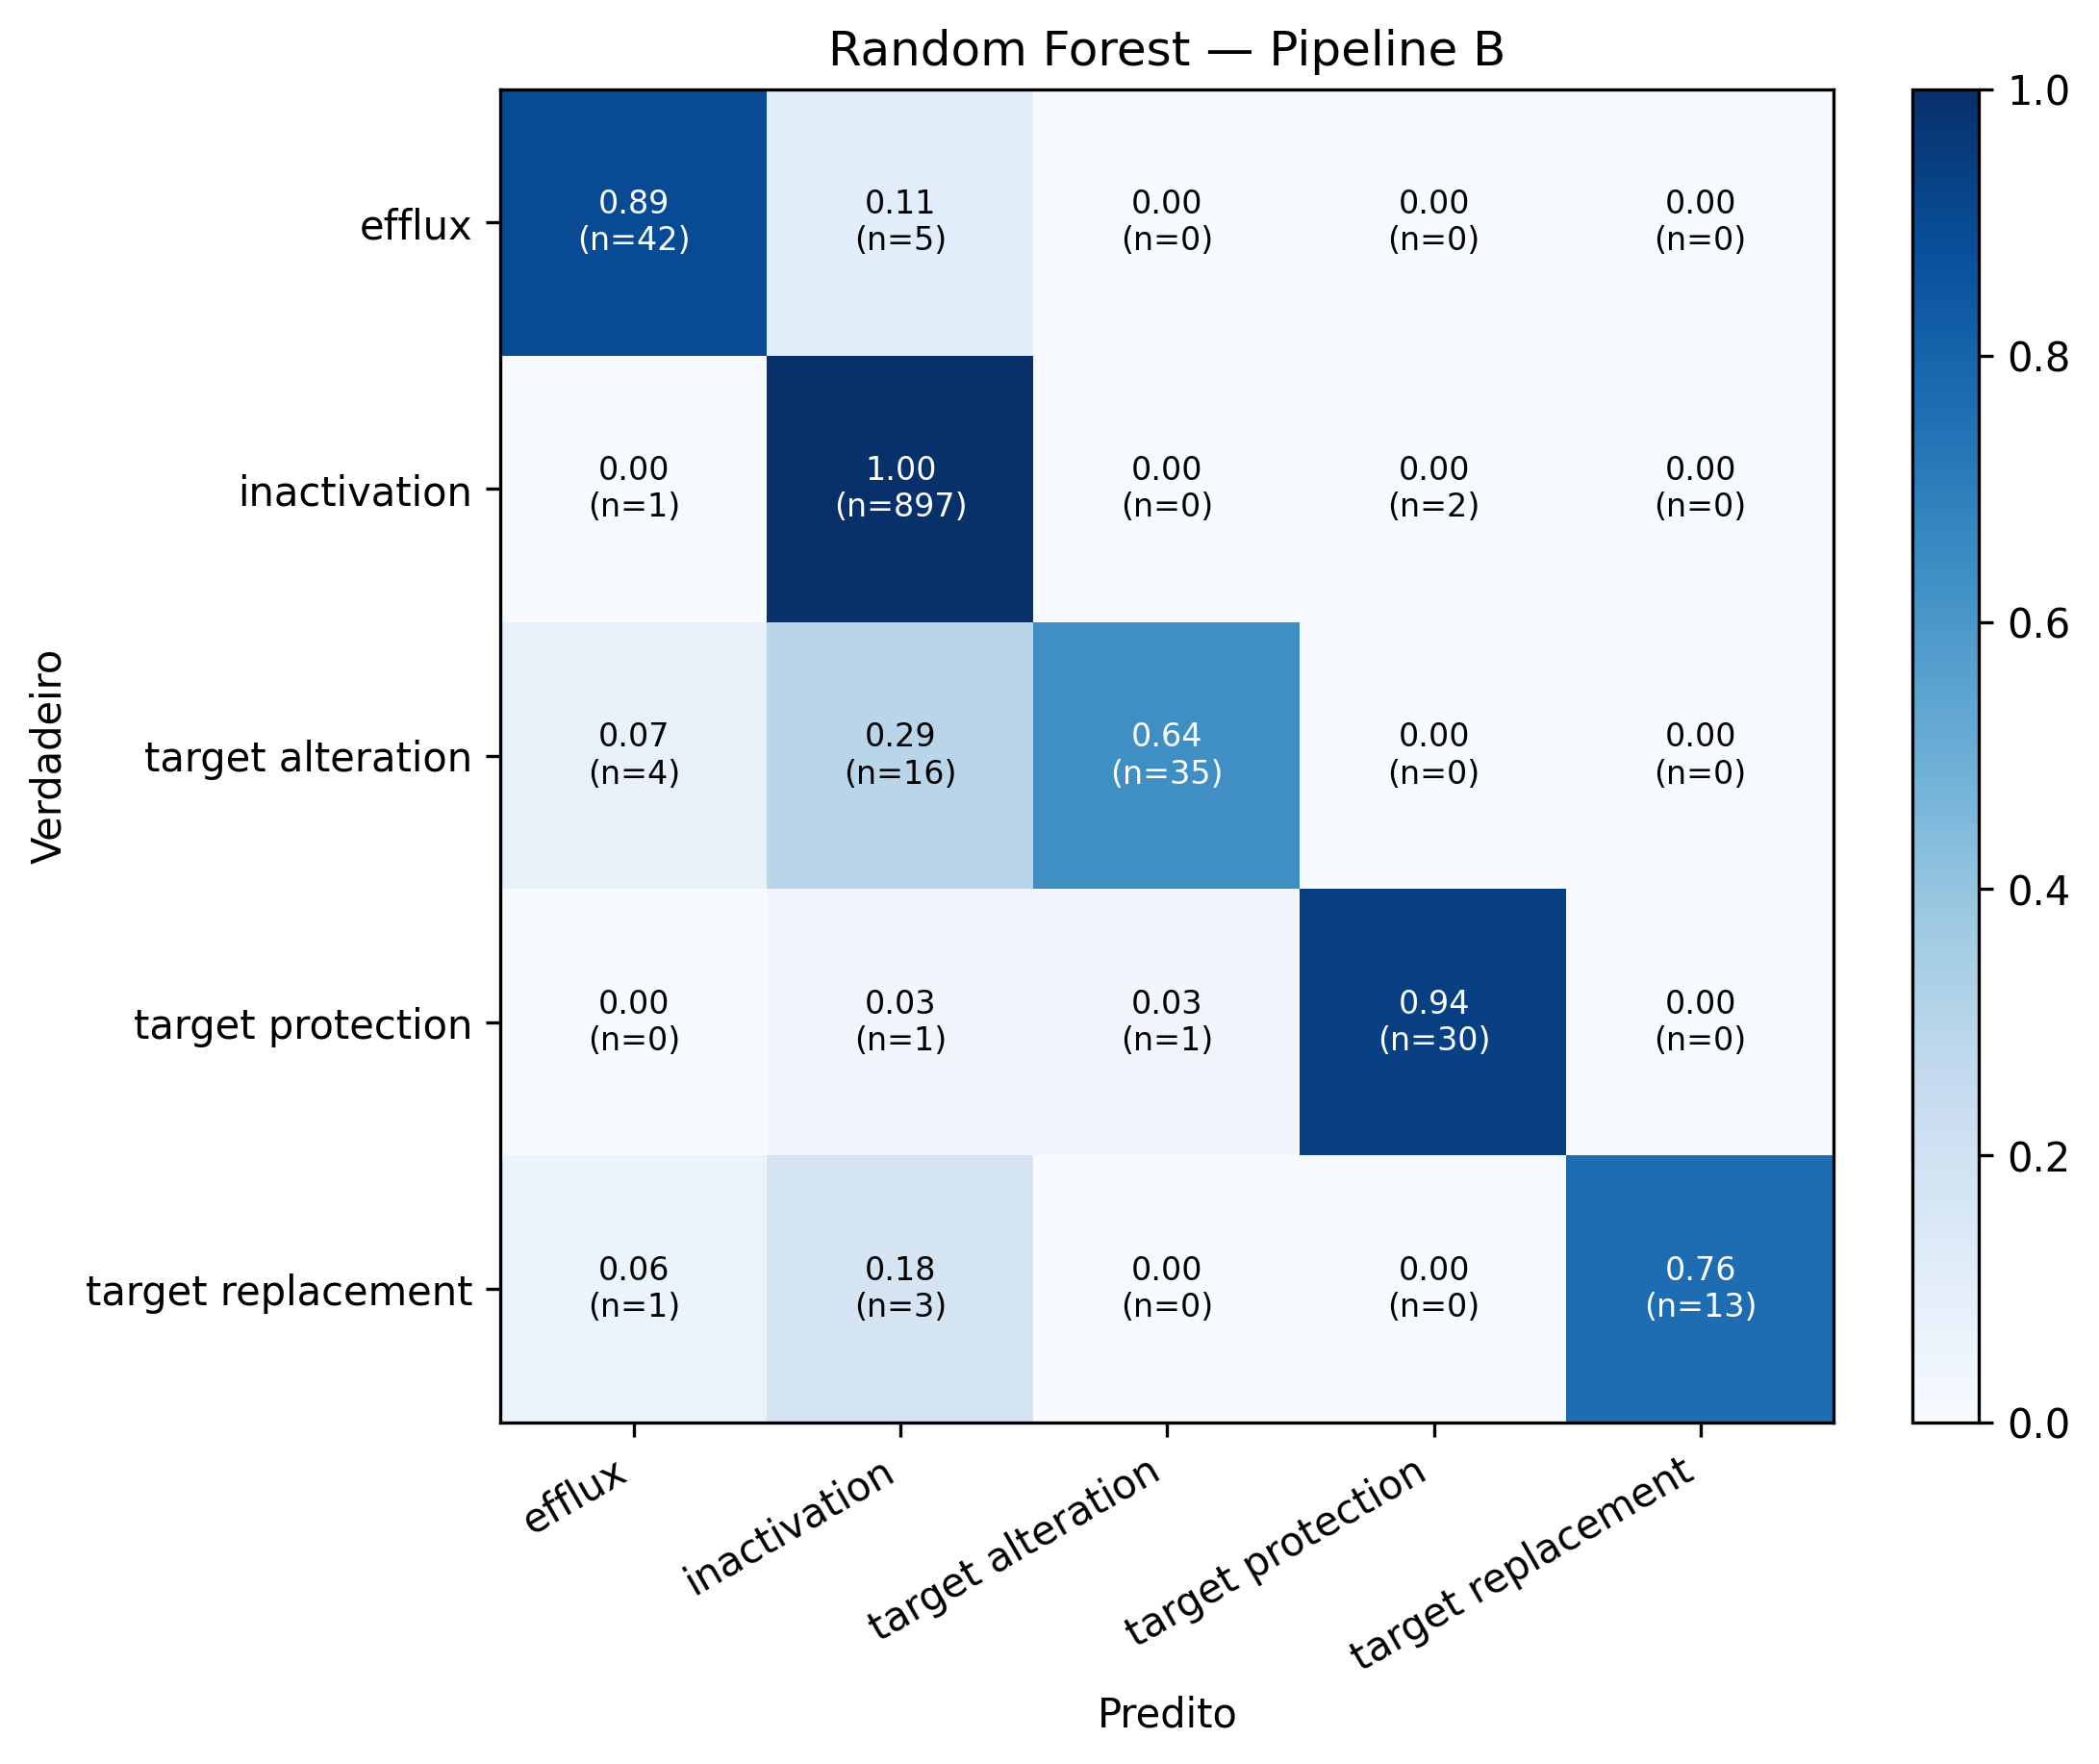 Random Forest — Pipeline B
1.0
0.8
0.6
0.4
0.2
0.0
Verdadeiro
efflux
0.89
(n=42)
0.11
(n=5)
0.00
(n=0)
0.00
(n=0)
0.00
(n=0)
inactivation
0.00
(n=1)
1.00
(n=897)
0.00
(n=0)
0.00
(n=2)
0.00
(n=0)
target alteration
0.07
(n=4)
0.29
(n=16)
0.64
(n=35)
0.00
(n=0)
0.00
(n=0)
target protection
0.00
(n=0)
0.03
(n=1)
0.03
(n=1)
0.94
(n=30)
0.00
(n=0)
target replacement
0.06
(n=1)
0.18
(n=3)
0.00
(n=0)
0.00
(n=0)
0.76
(n=13)
efflux
inactivation
target alteration
target protection
target replacement
Predito